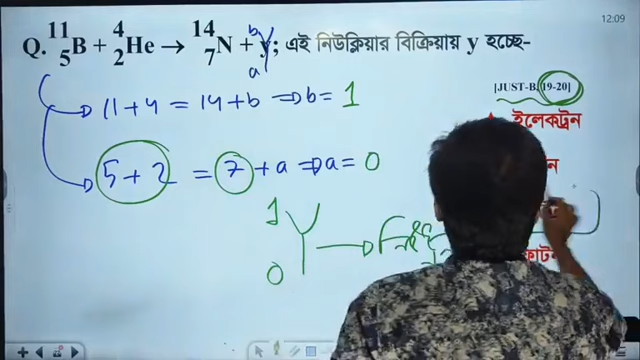 12:09
Q. ¹¹₅B + ⁴₂He → ¹⁴₇N + ᵇₐy; এই নিউক্লিয়ার বিক্রিয়ায় y হচ্ছে-
[JUST-B. 19-20]
11 + 4 = 14 + b ⇒ b = 1
ইলেকট্রন
5 + 2 = 7 + a ⇒ a = 0
¹₀Y →